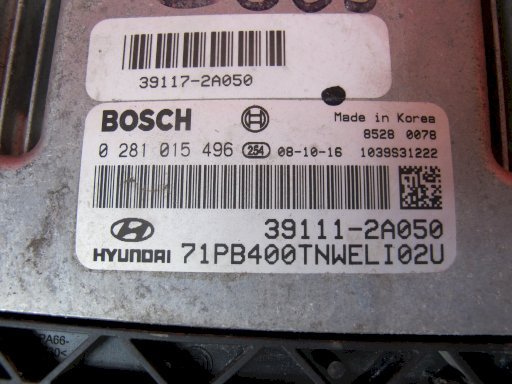 39117-2A050
BOSCH
Made in Korea
8528 0078
0 281 015 496 254 08-10-16 1039S31222
39111-2A050
HYUNDAI 71PB400TNWELI02U
PA66-